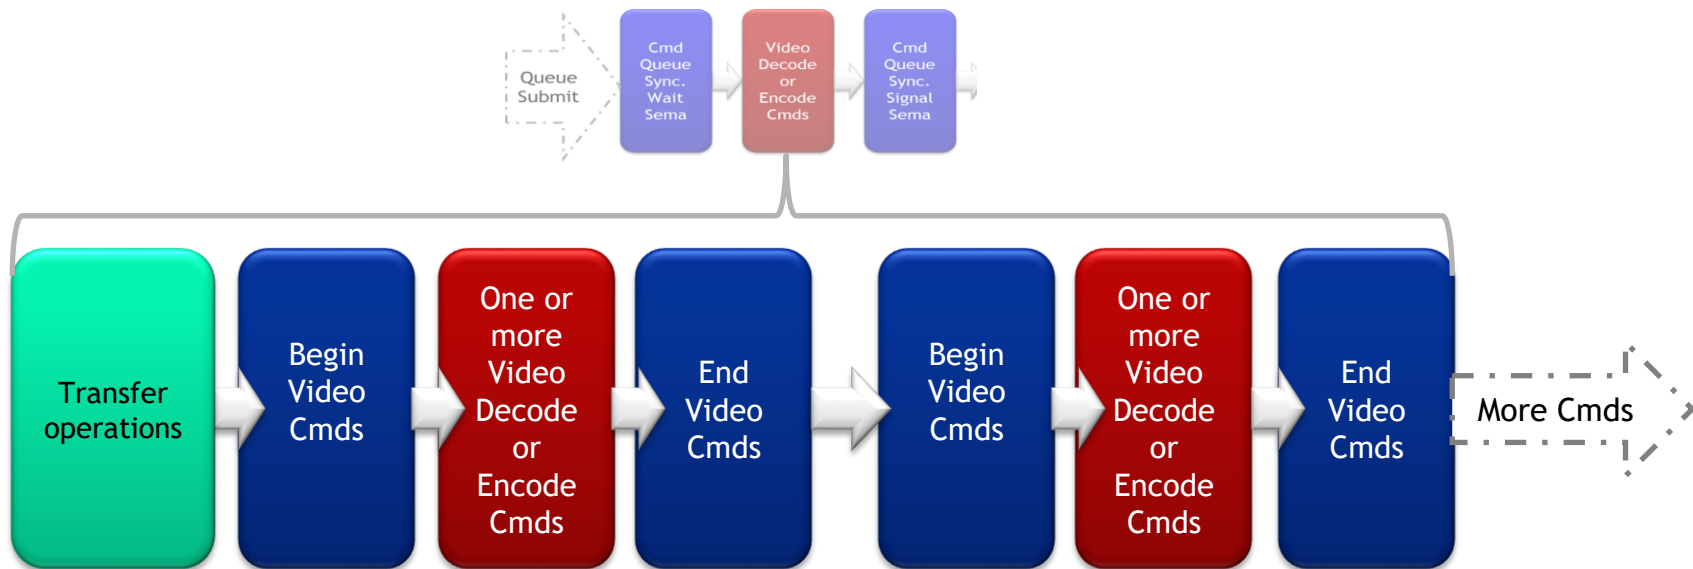 Queue
Submit
Cmd
Queue
Sync.
Wait
Sema
Video
Decode
or
Encode
Cmds
Cmd
Queue
Sync.
Signal
Sema
Transfer
operations
Begin
Video
Cmds
One or
more
Video
Decode
or
Encode
Cmds
End
Video
Cmds
Begin
Video
Cmds
One or
more
Video
Decode
or
Encode
Cmds
End
Video
Cmds
More Cmds